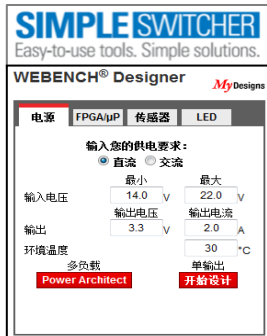 SIMPLE SWITCHER
Easy-to-use tools. Simple solutions.
WEBENCH® Designer MyDesigns
电源 FPGA/μP 传感器 LED
输入您的供电要求:
直流 交流
最小 最大
输入电压 14.0 V 22.0 V
输出电压 输出电流
输出 3.3 V 2.0 A
环境温度 30 °C
多负载 单输出
Power Architect 开始设计